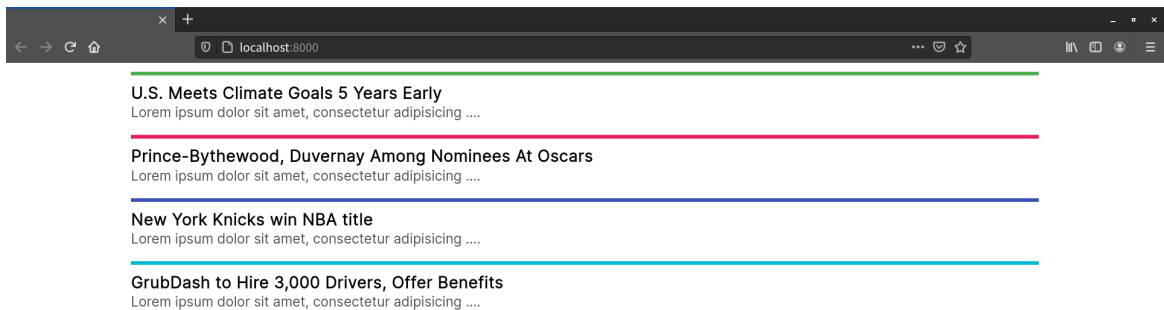 localhost:8000
U.S. Meets Climate Goals 5 Years Early
Lorem ipsum dolor sit amet, consectetur adipisicing ....
Prince-Bythewood, Duvernay Among Nominees At Oscars
Lorem ipsum dolor sit amet, consectetur adipisicing ....
New York Knicks win NBA title
Lorem ipsum dolor sit amet, consectetur adipisicing ....
GrubDash to Hire 3,000 Drivers, Offer Benefits
Lorem ipsum dolor sit amet, consectetur adipisicing ....